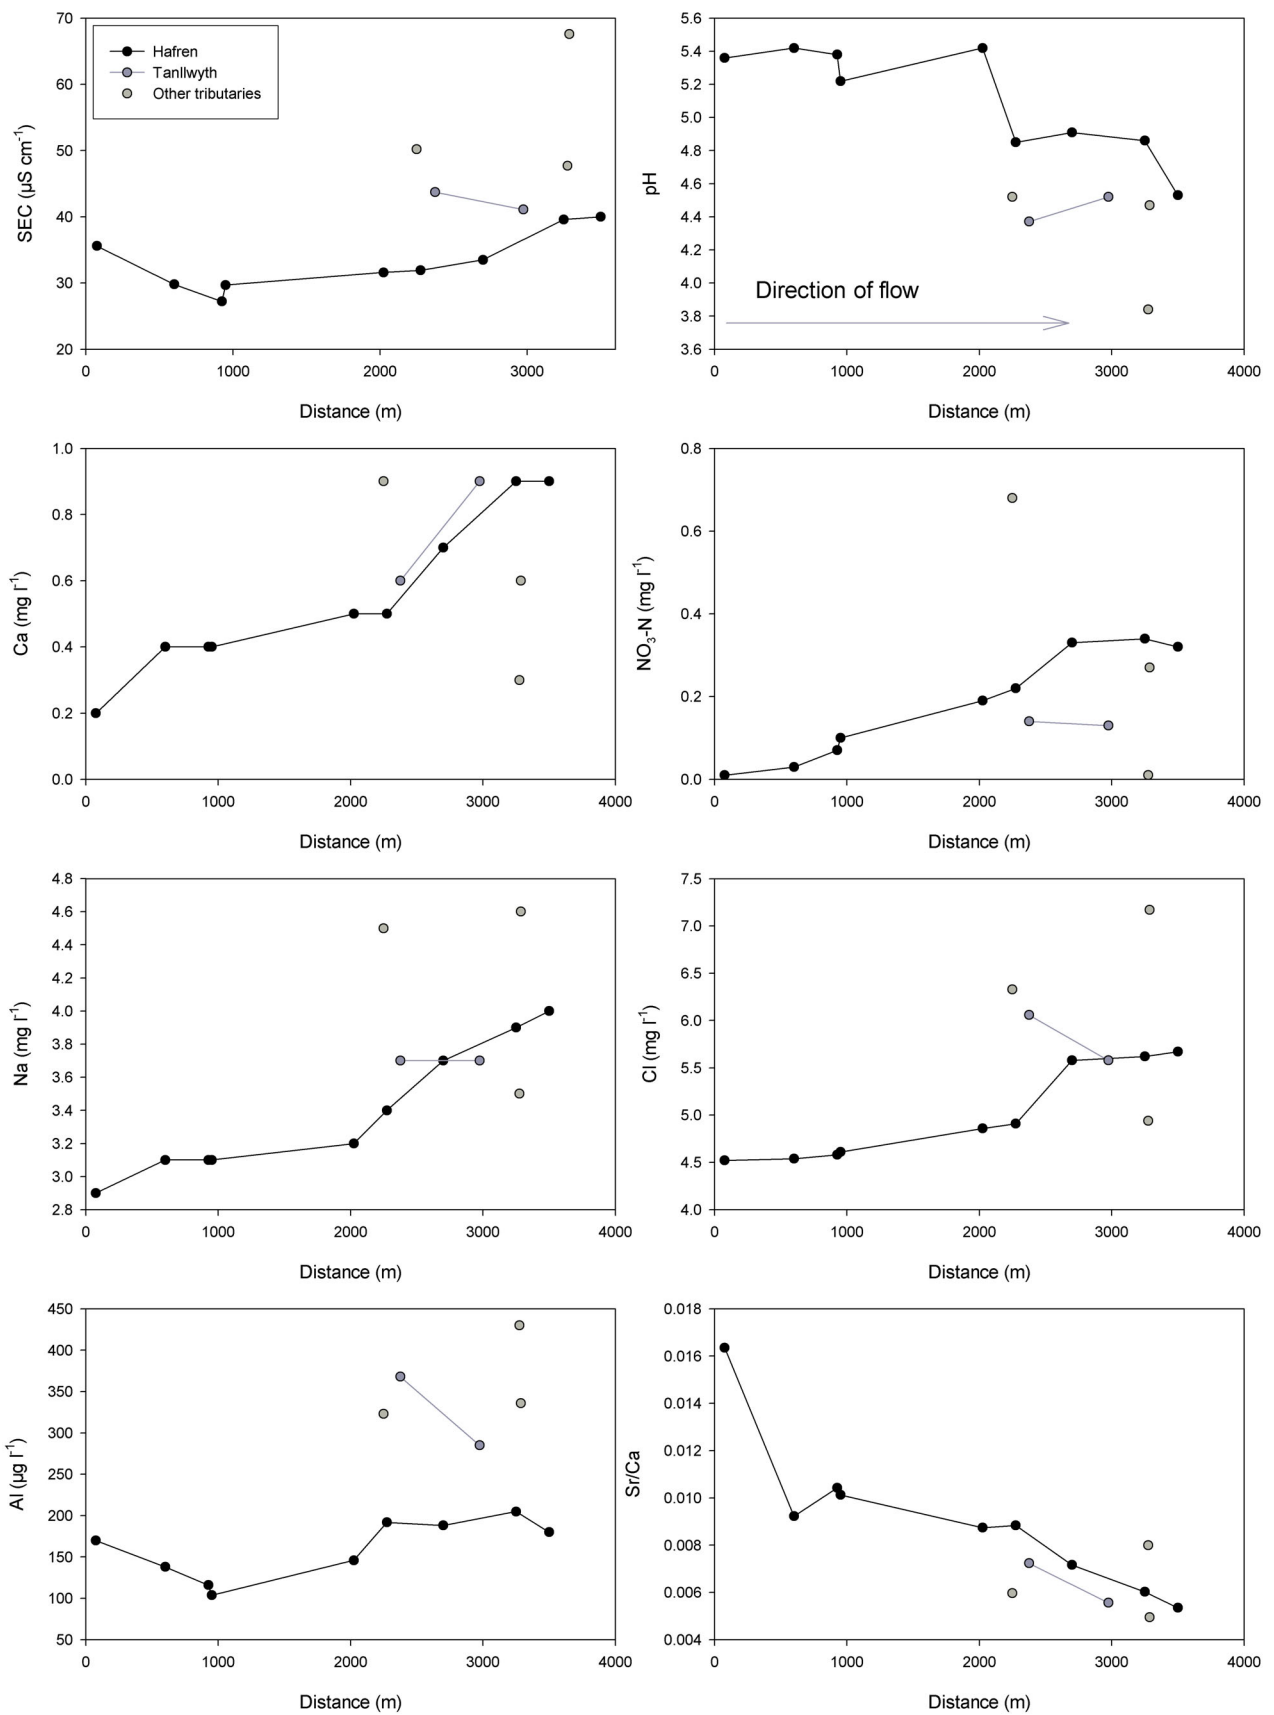 70
60
50
40
30
20
SEC (µS cm⁻¹)
Hafren
Tanllwyth
Other tributaries
0 1000 2000 3000
Distance (m)
5.6
5.4
5.2
5.0
4.8
4.6
4.4
4.2
4.0
3.8
3.6
pH
Direction of flow
0 1000 2000 3000 4000
Distance (m)
1.0
0.8
0.6
0.4
0.2
0.0
Ca (mg l⁻¹)
0 1000 2000 3000 4000
Distance (m)
0.8
0.6
0.4
0.2
0.0
NO₃-N (mg l⁻¹)
0 1000 2000 3000 4000
Distance (m)
4.8
4.6
4.4
4.2
4.0
3.8
3.6
3.4
3.2
3.0
2.8
Na (mg l⁻¹)
0 1000 2000 3000 4000
Distance (m)
7.5
7.0
6.5
6.0
5.5
5.0
4.5
4.0
Cl (mg l⁻¹)
0 1000 2000 3000 4000
Distance (m)
450
400
350
300
250
200
150
100
50
Al (µg l⁻¹)
0 1000 2000 3000 4000
Distance (m)
0.018
0.016
0.014
0.012
0.010
0.008
0.006
0.004
Sr/Ca
0 1000 2000 3000 4000
Distance (m)